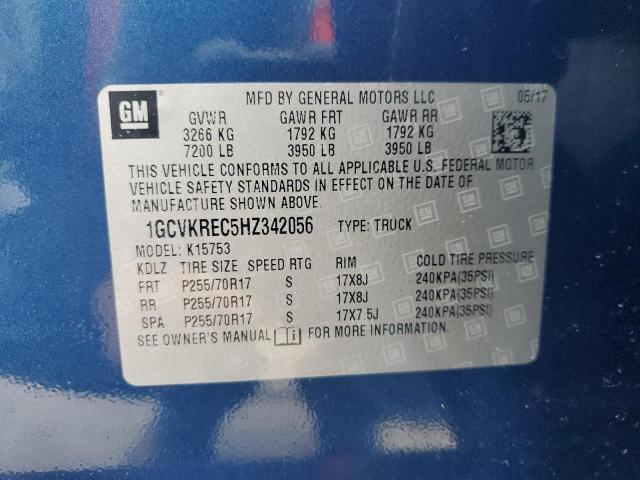 GM
MFD BY GENERAL MOTORS LLC 05/17
GVWR GAWR FRT GAWR RR
3266 KG 1792 KG 1792 KG
7200 LB 3950 LB 3950 LB
THIS VEHICLE CONFORMS TO ALL APPLICABLE U.S. FEDERAL MOTOR
VEHICLE SAFETY STANDARDS IN EFFECT ON THE DATE OF
MANUFACTURE SHOWN ABOVE.
1GCVKREC5HZ342056 TYPE: TRUCK
MODEL: K15753
KDLZ TIRE SIZE SPEED RTG RIM COLD TIRE PRESSURE
FRT P255/70R17 S 17X8J 240KPA(35PSI)
RR P255/70R17 S 17X8J 240KPA(35PSI)
SPA P255/70R17 S 17X7.5J 240KPA(35PSI)
SEE OWNER'S MANUAL i FOR MORE INFORMATION.